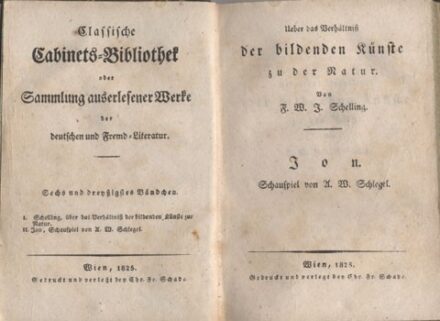 Classische
Cabinets-Bibliothek
oder
Sammlung auserlesener Werke
der
deutschen und Fremd-Literatur.
Sechs und dreyßigstes Bändchen.
I. Schelling, über das Verhältniß der bildenden Künste zur
Natur.
II. Jon, Schauspiel von A. W. Schlegel.
Wien, 1825.
Gedruckt und verlegt bey Chr. Fr. Schade.
Ueber das Verhältniß
der bildenden Künste
zu der Natur.
Von
F. W. J. Schelling.
Jon.
Schauspiel von A. W. Schlegel.
Wien, 1825.
Gedruckt und verlegt bey Chr. Fr. Schade.